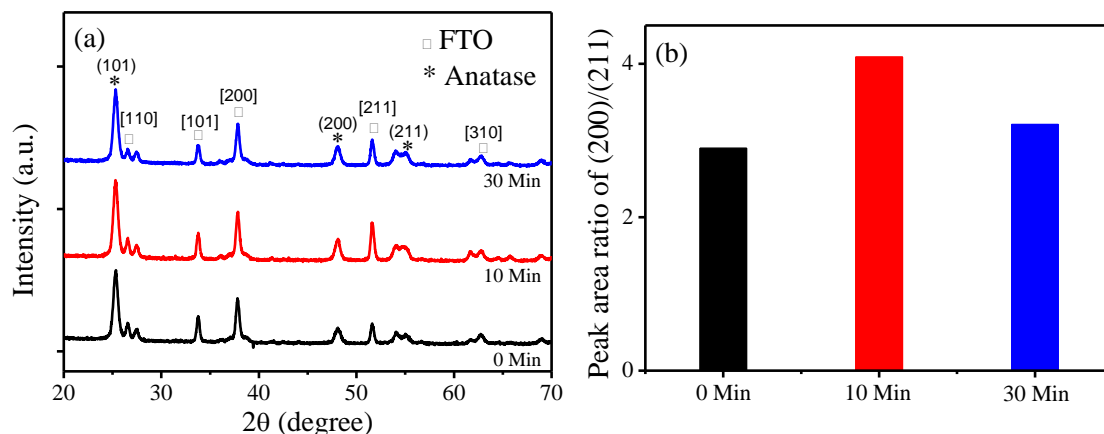 (a)
□ FTO
* Anatase
(101)
*
[110]
□
[101]
□
[200]
□
(200)
*
[211]
□
(211)
*
[310]
□
30 Min
10 Min
0 Min
Intensity (a.u.)
20 30 40 50 60 70
2θ (degree)
(b)
Peak area ratio of (200)/(211)
4
2
0
0 Min 10 Min 30 Min